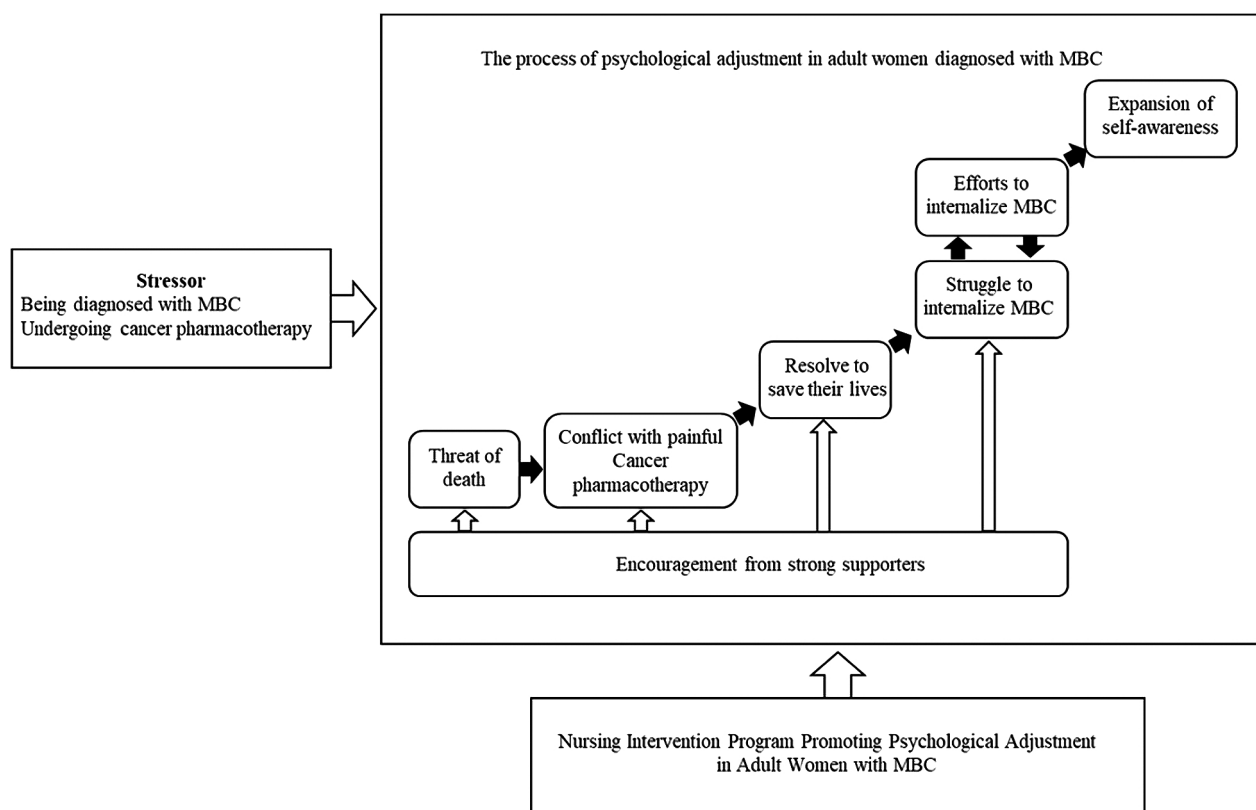 The process of psychological adjustment in adult women diagnosed with MBC
Expansion of
self-awareness
Efforts to
internalize MBC
Stressor
Being diagnosed with MBC
Undergoing cancer pharmacotherapy
Struggle to
internalize MBC
Resolve to
save their lives
Conflict with painful
Cancer
pharmacotherapy
Threat of
death
Encouragement from strong supporters
Nursing Intervention Program Promoting Psychological Adjustment
in Adult Women with MBC